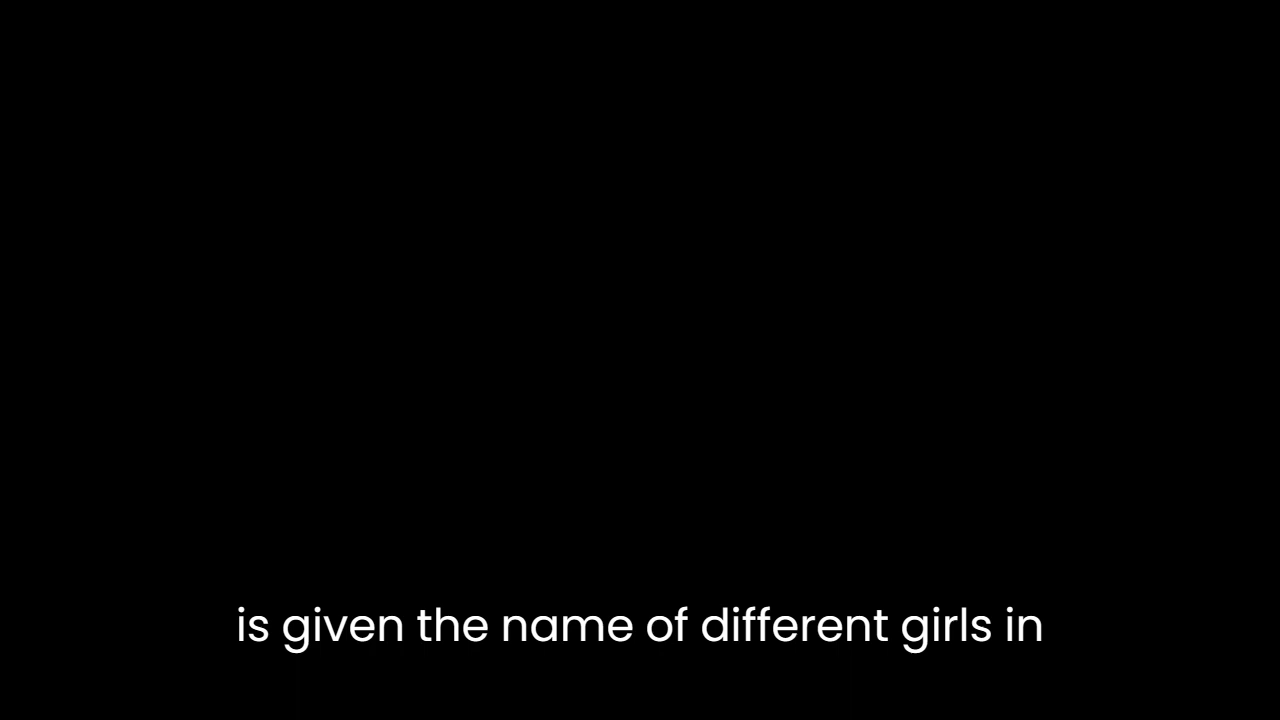 is given the name of different girls in